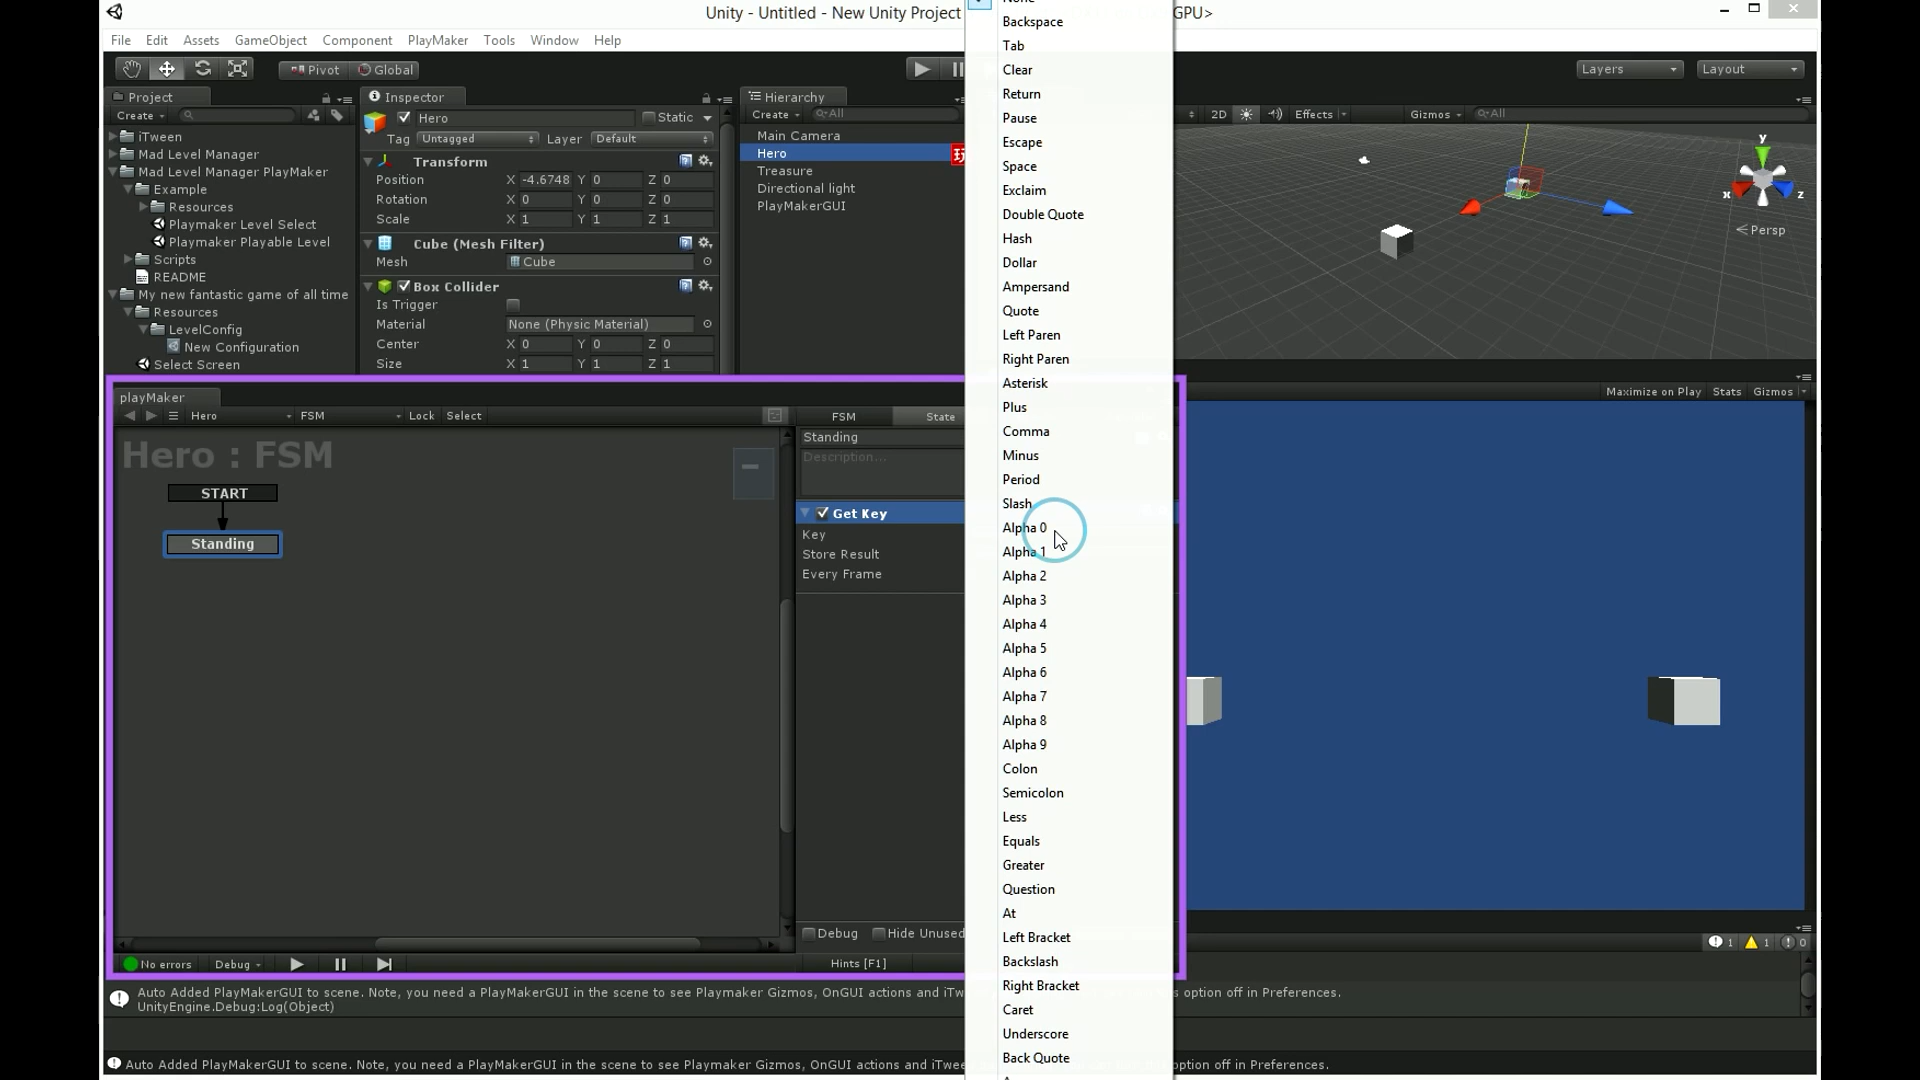 Unity - Untitled - New Unity Project
GPU>
File Edit Assets GameObject Component PlayMaker Tools Window Help
Pivot Global
Layers Layout
Project
Create
iTween
Mad Level Manager
Mad Level Manager PlayMaker
Example
Resources
Playmaker Level Select
Playmaker Playable Level
Scripts
README
My new fantastic game of all time
Resources
LevelConfig
New Configuration
Select Screen
Inspector
Hero Static
Tag Untagged Layer Default
Transform
Position X -4.6748 Y 0 Z 0
Rotation X 0 Y 0 Z 0
Scale X 1 Y 1 Z 1
Cube (Mesh Filter)
Mesh Cube
Box Collider
Is Trigger
Material None (Physic Material)
Center X 0 Y 0 Z 0
Size X 1 Y 1 Z 1
Hierarchy
Create All
Main Camera
Hero
玩
Treasure
Directional light
PlayMakerGUI
2D Effects Gizmos All
y
x z
Persp
Maximize on Play Stats Gizmos
playMaker
Hero FSM Lock Select
Hero : FSM
START
Standing
FSM State
Standing
Description...
Get Key
Key
Store Result
Every Frame
Debug Hide Unused
Hints [F1]
No errors Debug
Backspace
Tab
Clear
Return
Pause
Escape
Space
Exclaim
Double Quote
Hash
Dollar
Ampersand
Quote
Left Paren
Right Paren
Asterisk
Plus
Comma
Minus
Period
Slash
Alpha 0
Alpha 1
Alpha 2
Alpha 3
Alpha 4
Alpha 5
Alpha 6
Alpha 7
Alpha 8
Alpha 9
Colon
Semicolon
Less
Equals
Greater
Question
At
Left Bracket
Backslash
Right Bracket
Caret
Underscore
Back Quote
1 1 0
Auto Added PlayMakerGUI to scene. Note, you need a PlayMakerGUI in the scene to see Playmaker Gizmos, OnGUI actions and iTw option off in Preferences.
UnityEngine.Debug:Log(Object)
Auto Added PlayMakerGUI to scene. Note, you need a PlayMakerGUI in the scene to see Playmaker Gizmos, OnGUI actions and iTwe option off in Preferences.